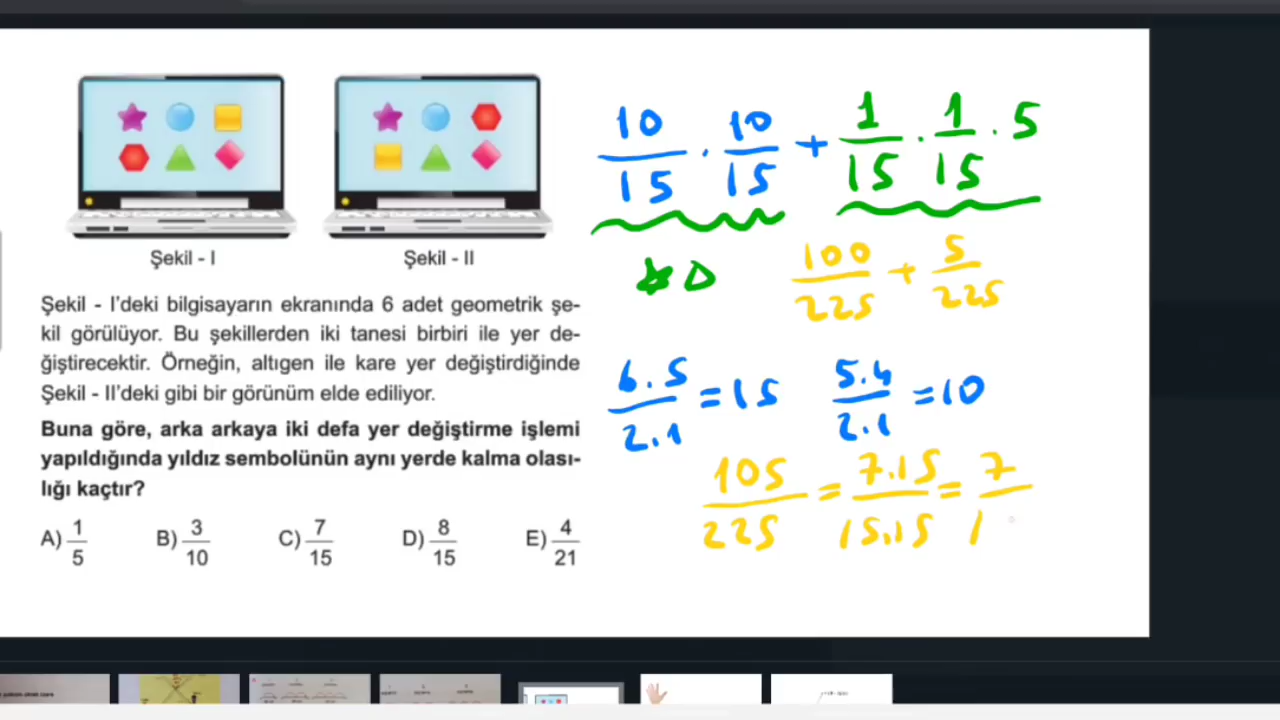 Şekil - I
Şekil - II
Şekil - I'deki bilgisayarın ekranında 6 adet geometrik şe-
kil görülüyor. Bu şekillerden iki tanesi birbiri ile yer de-
ğiştirecektir. Örneğin, altıgen ile kare yer değiştirdiğinde
Şekil - II'deki gibi bir görünüm elde ediliyor.
Buna göre, arka arkaya iki defa yer değiştirme işlemi
yapıldığında yıldız sembolünün aynı yerde kalma olası-
lığı kaçtır?
A) 1/5 B) 3/10 C) 7/15 D) 8/15 E) 4/21
10/15 . 10/15 + 1/15 . 1/15 . 5
100/225 + 5/225
6.5/2.1 = 15 5.4/2.1 = 10
105/225 = 7.15/15.15 = 7/1